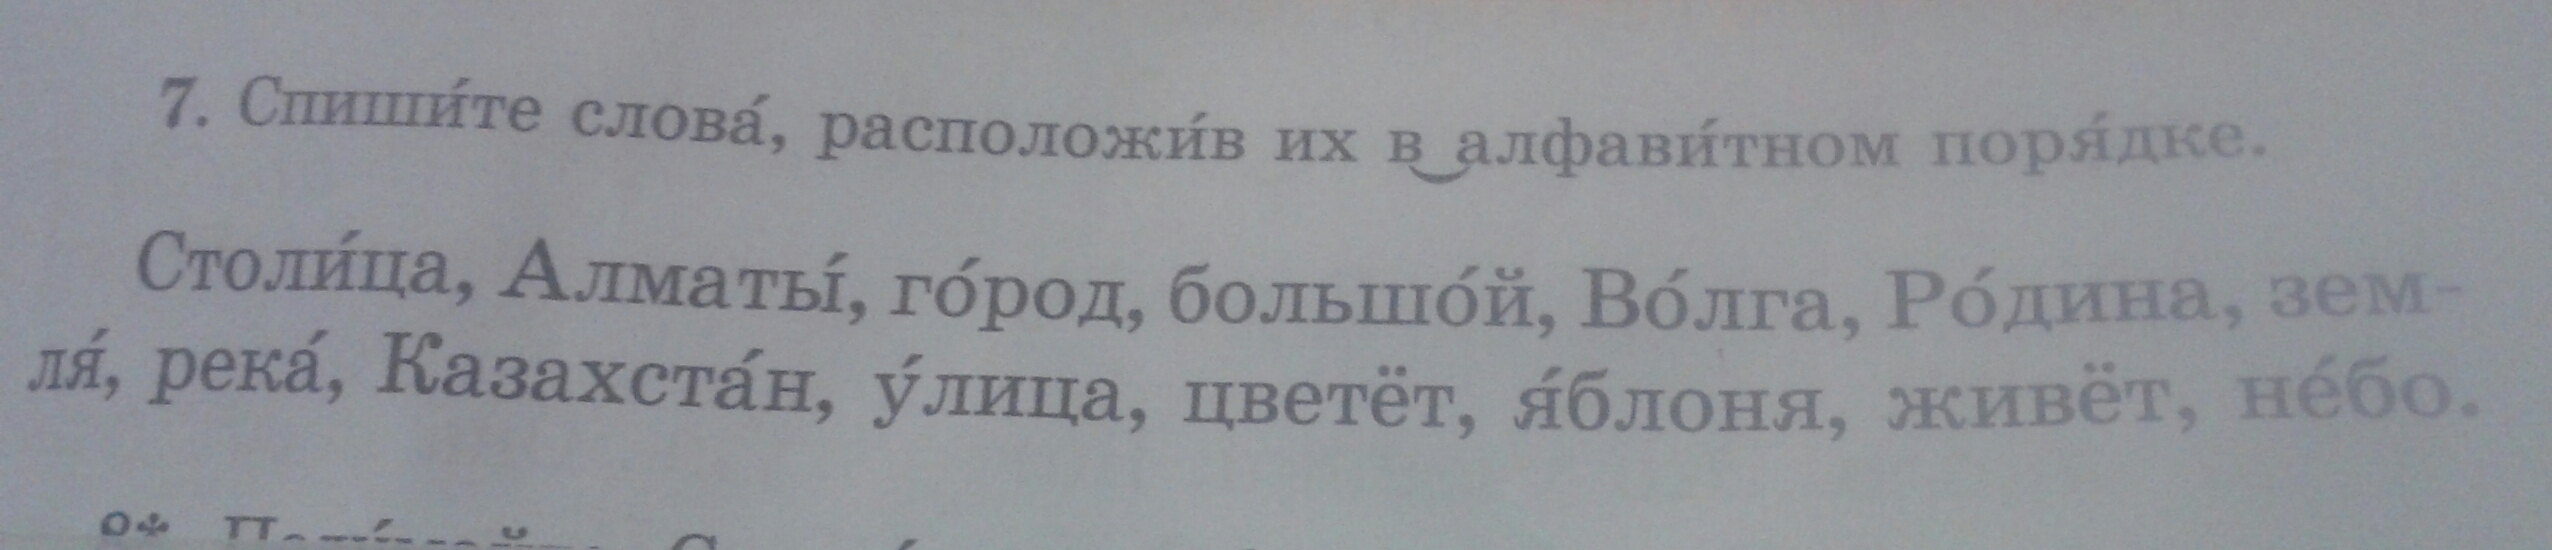 7. Спиши́те слова́, расположи́в их в‿алфави́тном поря́дке.
Столи́ца, Алматы́, го́род, большо́й, Во́лга, Ро́дина, зем-
ля́, река́, Казахста́н, у́лица, цветёт, я́блоня, живёт, не́бо.